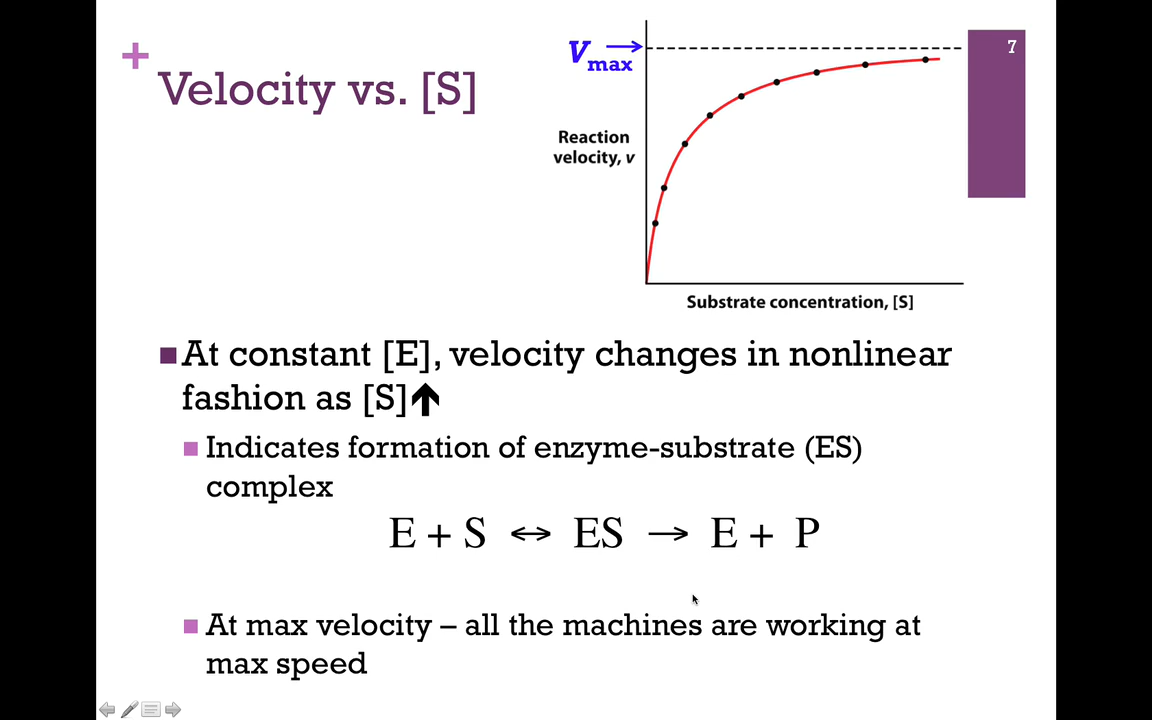 +
Velocity vs. [S]
V max
7
Reaction
velocity, v
Substrate concentration, [S]
At constant [E], velocity changes in nonlinear
fashion as [S]↑
Indicates formation of enzyme-substrate (ES)
complex
E + S ↔ ES → E + P
At max velocity – all the machines are working at
max speed